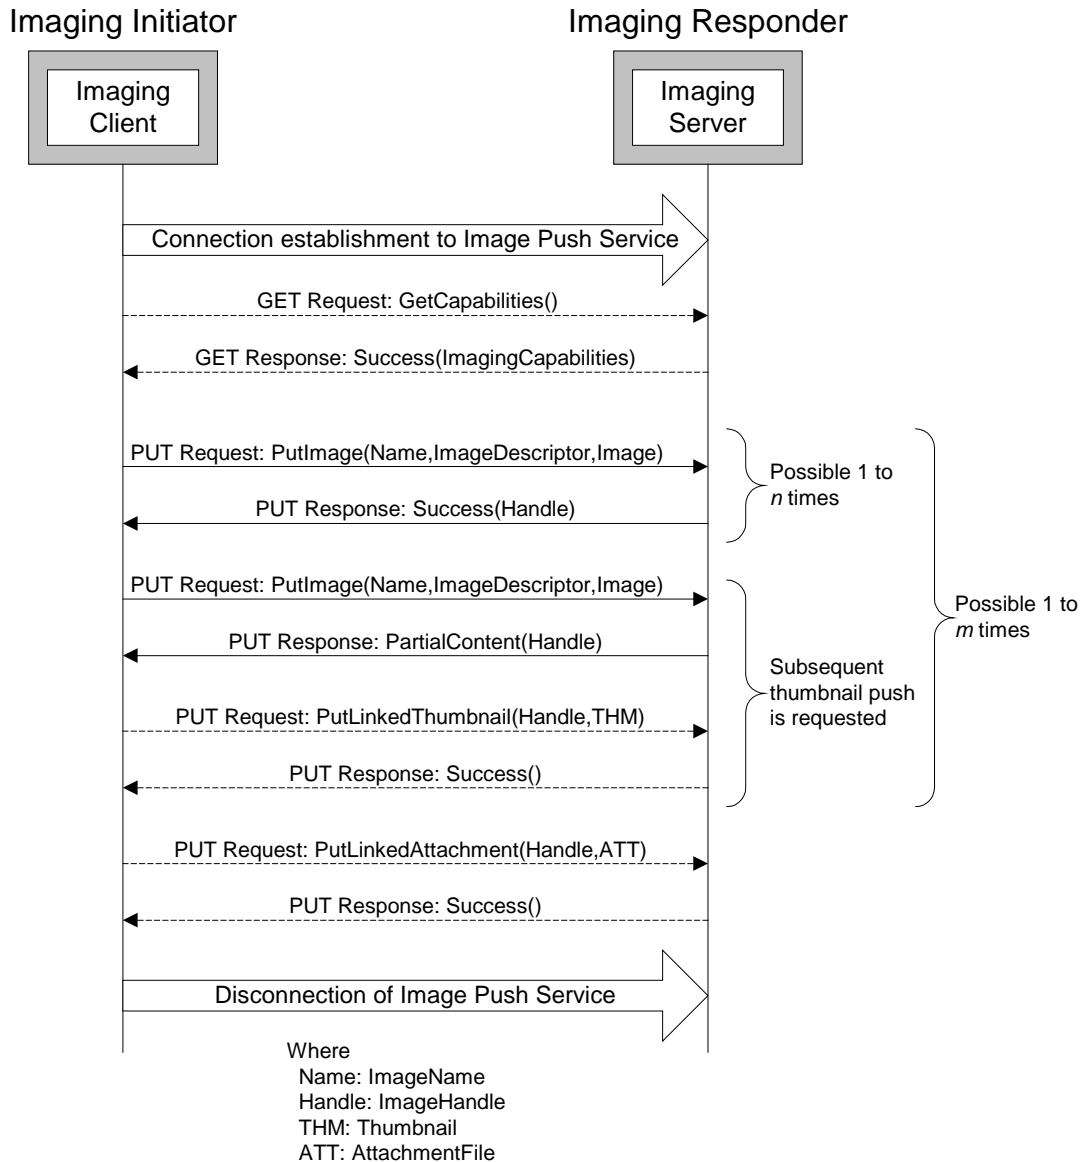 Imaging Initiator
Imaging Responder
Imaging
Client
Imaging
Server
Connection establishment to Image Push Service
GET Request: GetCapabilities()
GET Response: Success(ImagingCapabilities)
PUT Request: PutImage(Name,ImageDescriptor,Image)
PUT Response: Success(Handle)
Possible 1 to
n times
PUT Request: PutImage(Name,ImageDescriptor,Image)
PUT Response: PartialContent(Handle)
PUT Request: PutLinkedThumbnail(Handle,THM)
PUT Response: Success()
Subsequent
thumbnail push
is requested
Possible 1 to
m times
PUT Request: PutLinkedAttachment(Handle,ATT)
PUT Response: Success()
Disconnection of Image Push Service
Where
Name: ImageName
Handle: ImageHandle
THM: Thumbnail
ATT: AttachmentFile